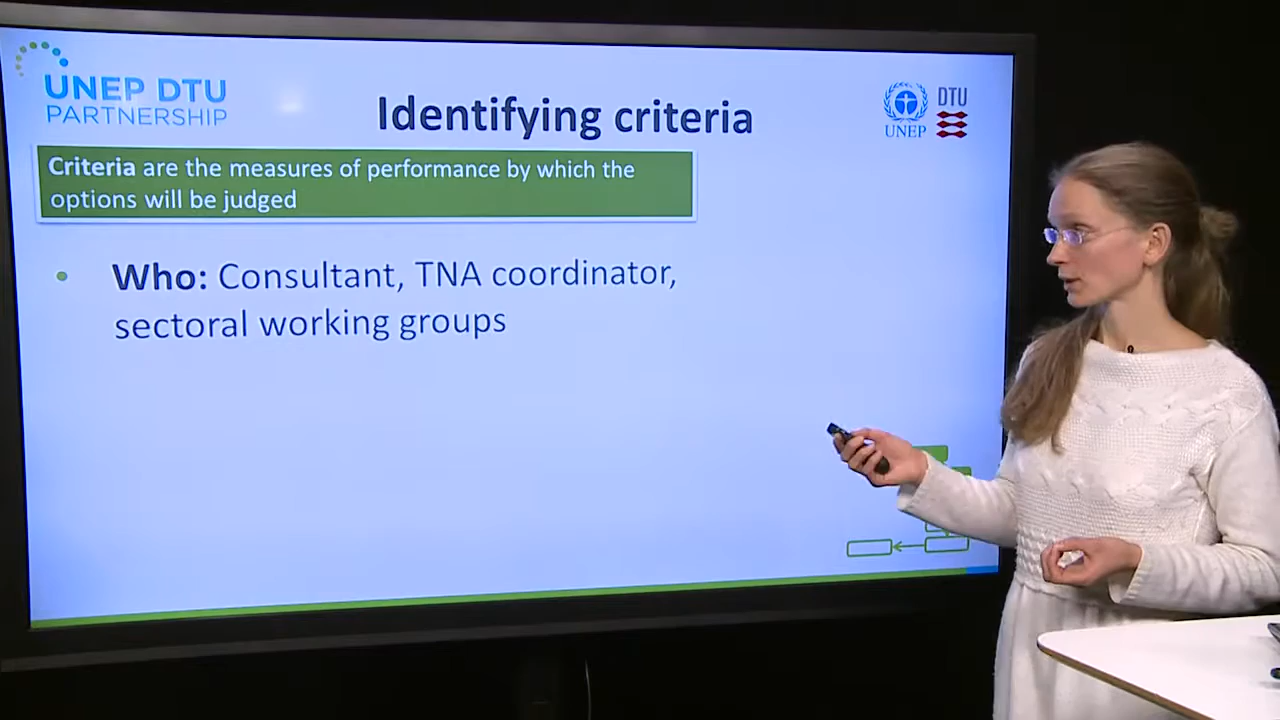 UNEP DTU
PARTNERSHIP
Identifying criteria
UNEP
DTU
Criteria are the measures of performance by which the
options will be judged
• Who: Consultant, TNA coordinator,
sectoral working groups